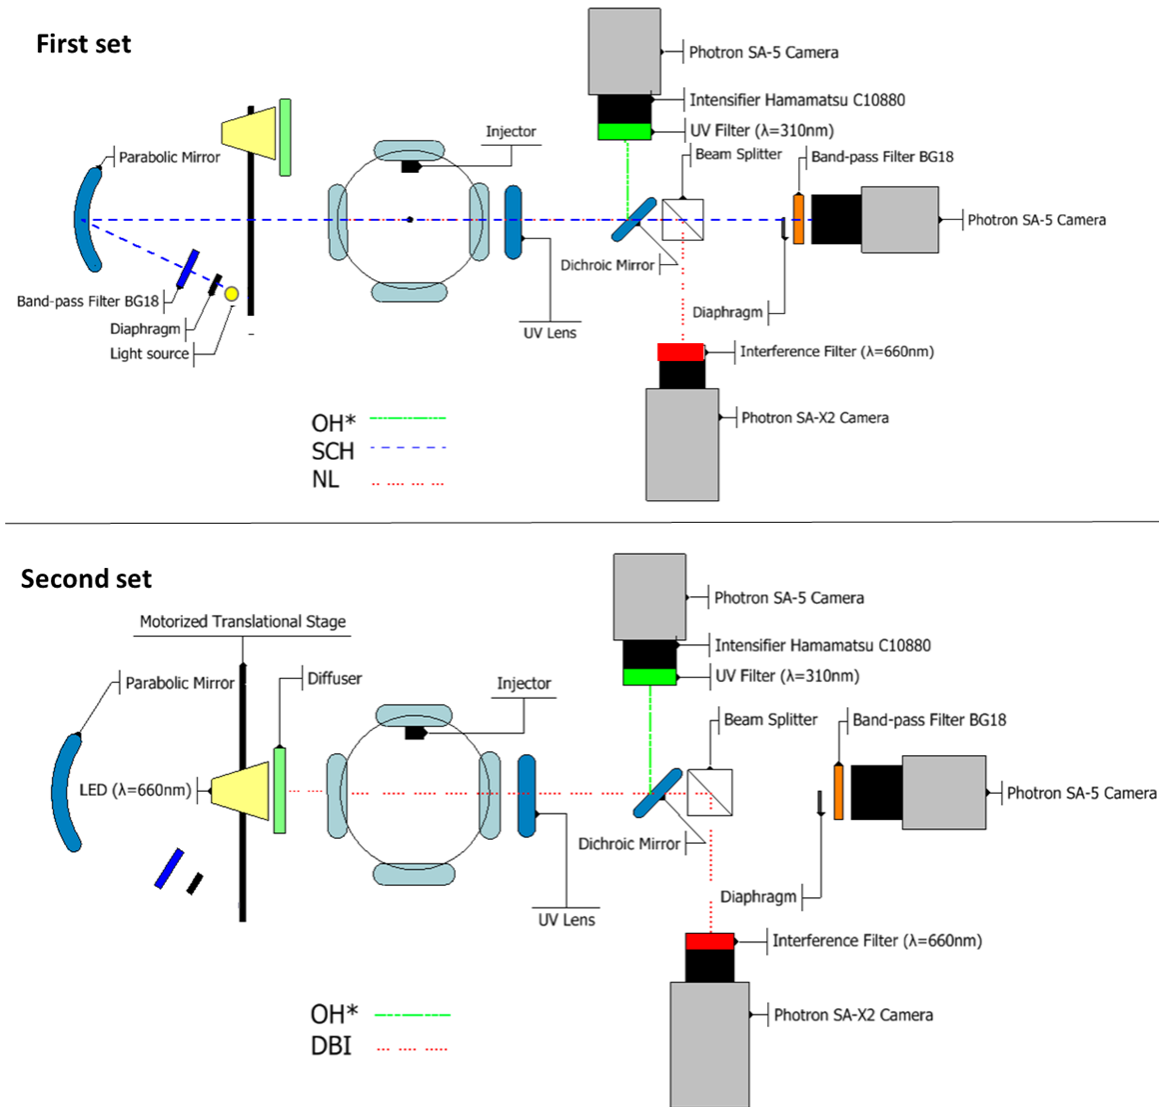 First set
Photron SA-5 Camera
Intensifier Hamamatsu C10880
UV Filter (λ=310nm)
Injector
Beam Splitter
Band-pass Filter BG18
Parabolic Mirror
Photron SA-5 Camera
Dichroic Mirror
Band-pass Filter BG18
Diaphragm
Diaphragm
UV Lens
Light source
Interference Filter (λ=660nm)
Photron SA-X2 Camera
OH*
SCH
NL
Second set
Photron SA-5 Camera
Motorized Translational Stage
Intensifier Hamamatsu C10880
UV Filter (λ=310nm)
Parabolic Mirror
Diffuser
Injector
Beam Splitter
Band-pass Filter BG18
LED (λ=660nm)
Photron SA-5 Camera
Dichroic Mirror
Diaphragm
UV Lens
Interference Filter (λ=660nm)
OH*
Photron SA-X2 Camera
DBI